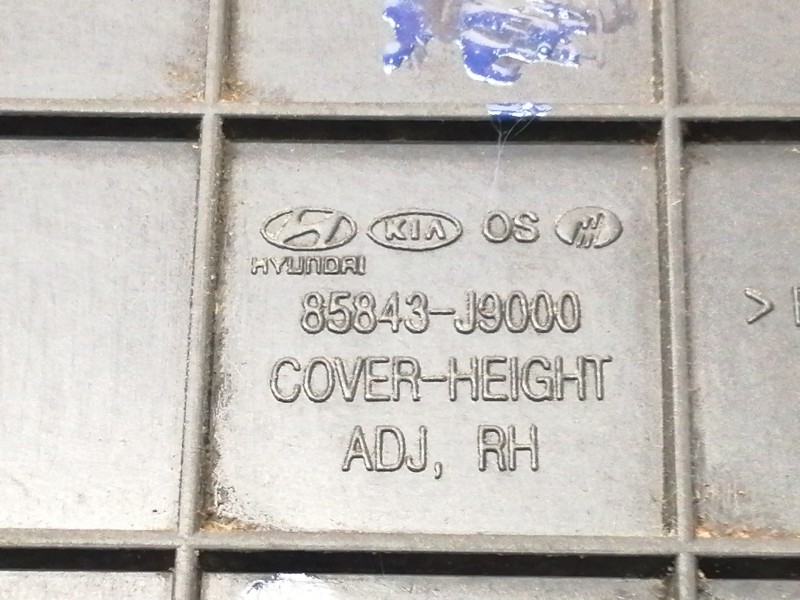 KIA OS
HYUNDAI
85843-J9000
COVER-HEIGHT
ADJ, RH
>